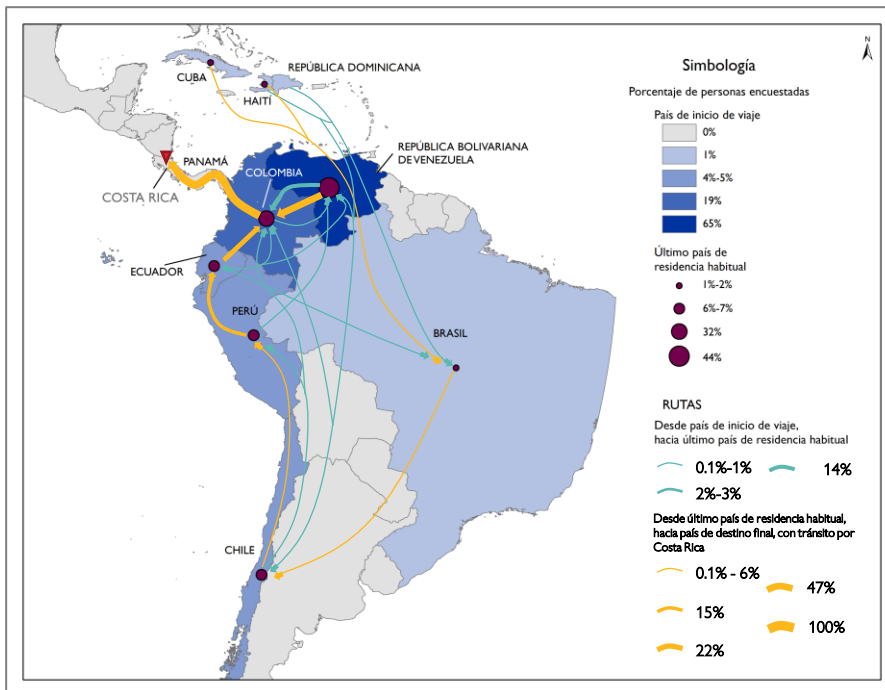 N
CUBA
REPÚBLICA DOMINICANA
HAITÍ
REPÚBLICA BOLIVARIANA
DE VENEZUELA
PANAMÁ
COLOMBIA
COSTA RICA
ECUADOR
PERÚ
BRASIL
CHILE
Simbología
Porcentaje de personas encuestadas
País de inicio de viaje
0%
1%
4%-5%
19%
65%
Último país de
residencia habitual
1%-2%
6%-7%
32%
44%
RUTAS
Desde país de inicio de viaje,
hacia último país de residencia habitual
0.1%-1%
14%
2%-3%
Desde último país de residencia habitual,
hacia país de destino final, con tránsito por
Costa Rica
0.1% - 6%
47%
15%
100%
22%